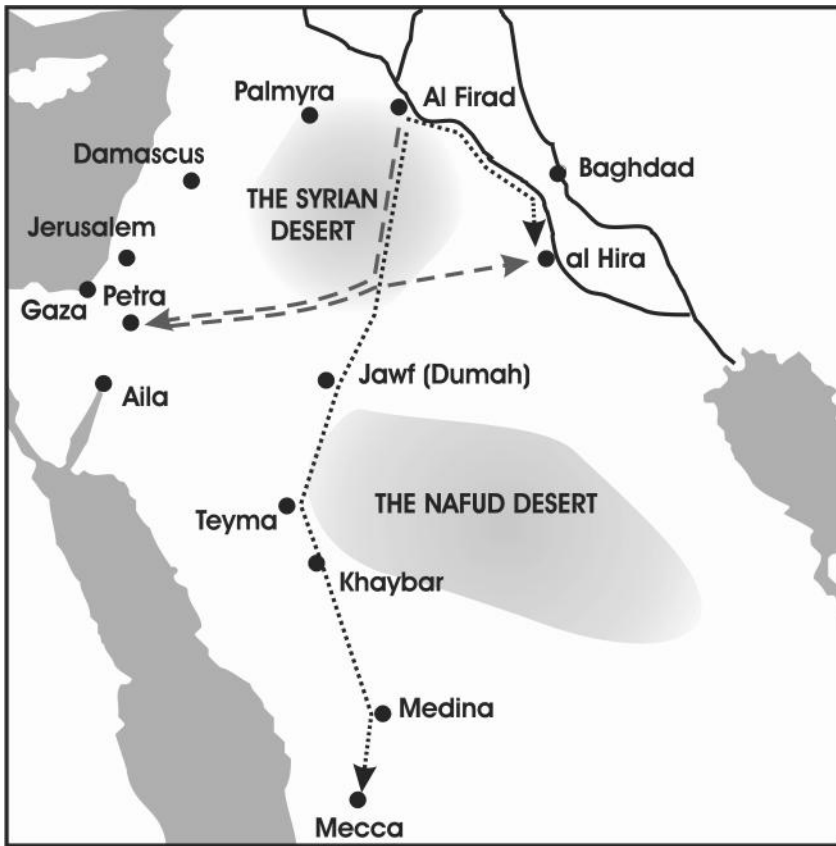 Palmyra
Al Firad
Damascus
Baghdad
THE SYRIAN
DESERT
Jerusalem
al Hira
Gaza
Petra
Jawf (Dumah)
Aila
THE NAFUD DESERT
Teyma
Khaybar
Medina
Mecca